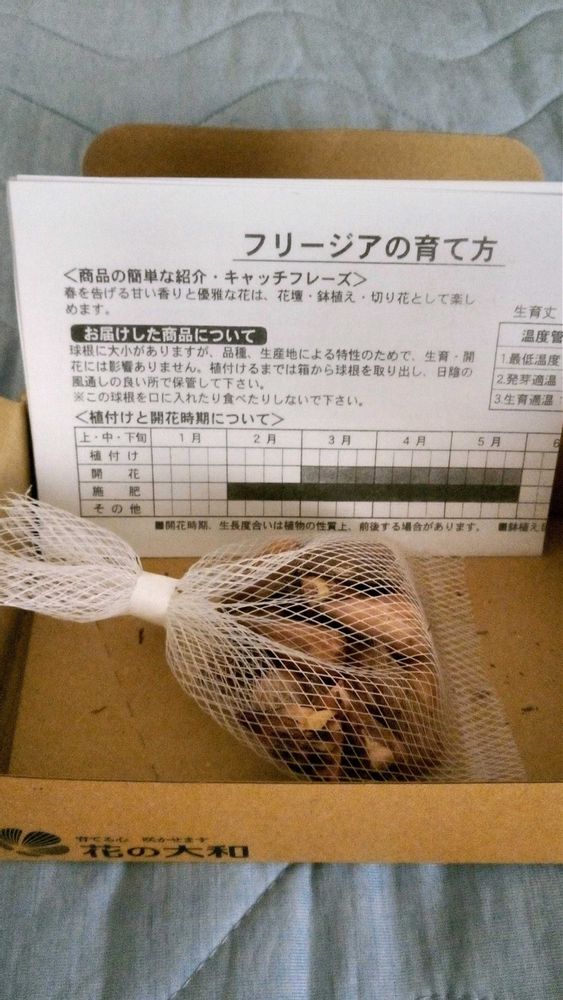 フリージアの育て方
＜商品の簡単な紹介・キャッチフレーズ＞
春を告げる甘い香りと優雅な花は、花壇・鉢植え・切り花として楽し
めます。
お届けした商品について
球根に大小がありますが、品種、生産地による特性のためで、生育・開
花には影響ありません。植付けるまでは箱から球根を取り出し、日陰の
風通しの良い所で保管して下さい。
※この球根を口に入れたり食べたりしないで下さい。
＜植付けと開花時期について＞
上・中・下旬 1月 2月 3月 4月 5月 6
植付け
開花
施肥
その他
■開花時期、生長度合いは植物の性質上、前後する場合があります。 ■鉢植え
生育丈
温度管
1.最低温度
2.発芽適温
3.生育適温
育てる心 咲かせます
花の大和